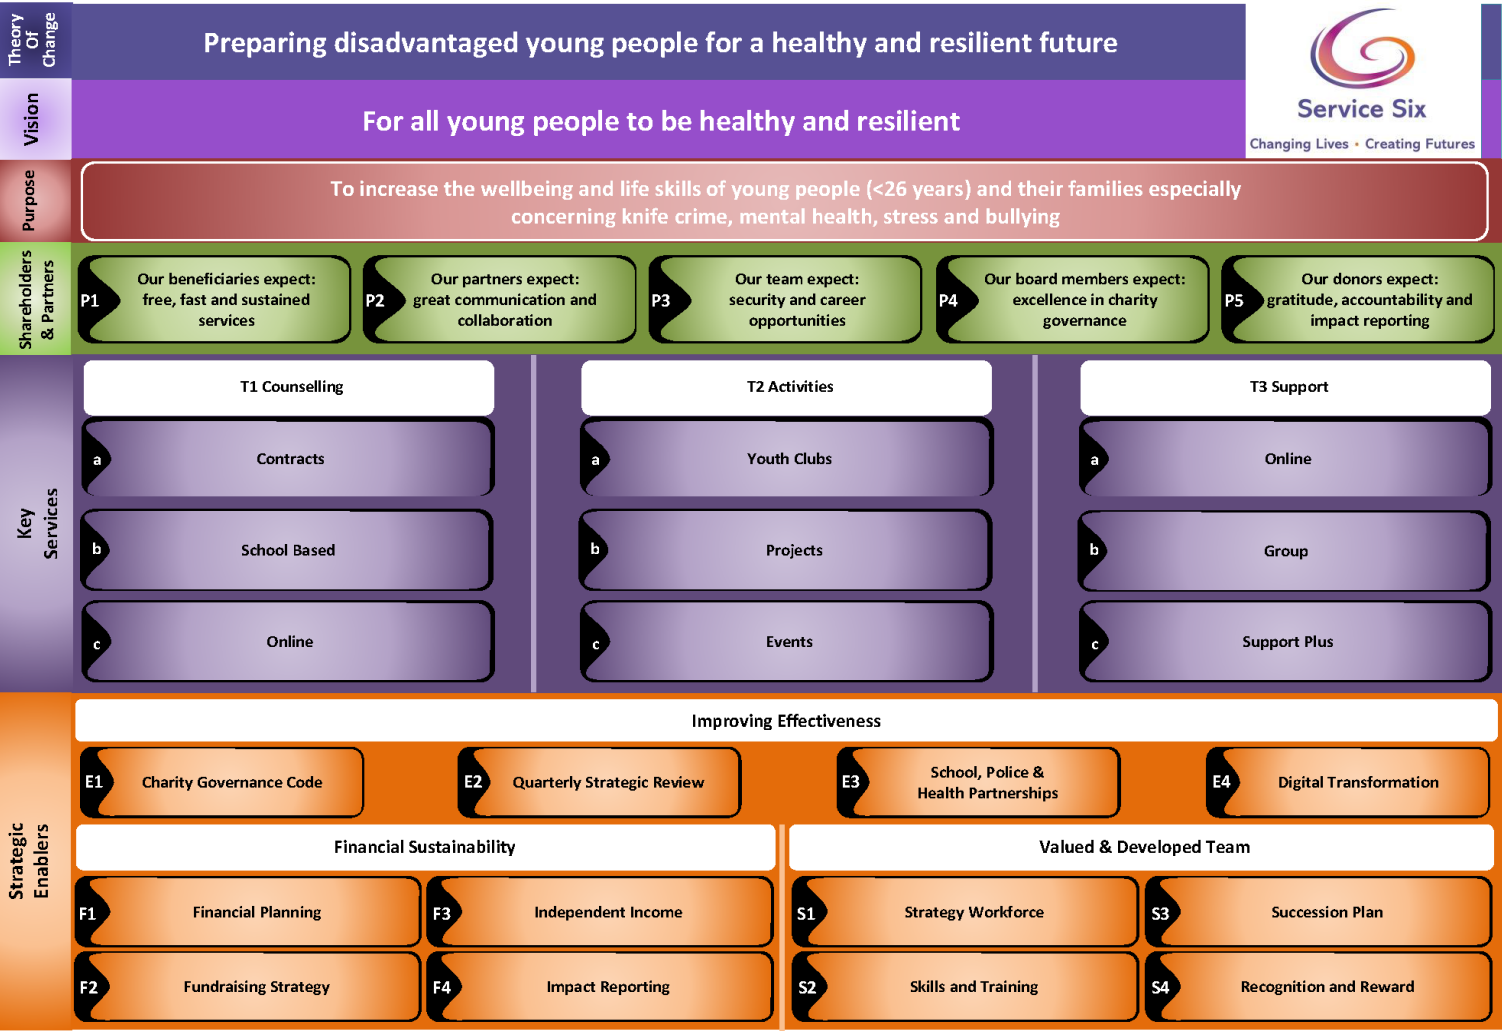 Theory
Of
Change
Preparing disadvantaged young people for a healthy and resilient future
Service Six
Changing Lives • Creating Futures
Vision
For all young people to be healthy and resilient
Purpose
To increase the wellbeing and life skills of young people (<26 years) and their families especially
concerning knife crime, mental health, stress and bullying
Shareholders
& Partners
P1
Our beneficiaries expect:
free, fast and sustained
services
P2
Our partners expect:
great communication and
collaboration
P3
Our team expect:
security and career
opportunities
P4
Our board members expect:
excellence in charity
governance
P5
Our donors expect:
gratitude, accountability and
impact reporting
Key
Services
T1 Counselling
a
Contracts
b
School Based
c
Online
T2 Activities
a
Youth Clubs
b
Projects
c
Events
T3 Support
a
Online
b
Group
c
Support Plus
Strategic
Enablers
Improving Effectiveness
E1
Charity Governance Code
E2
Quarterly Strategic Review
E3
School, Police &
Health Partnerships
E4
Digital Transformation
Financial Sustainability
F1
Financial Planning
F3
Independent Income
F2
Fundraising Strategy
F4
Impact Reporting
Valued & Developed Team
S1
Strategy Workforce
S3
Succession Plan
S2
Skills and Training
S4
Recognition and Reward